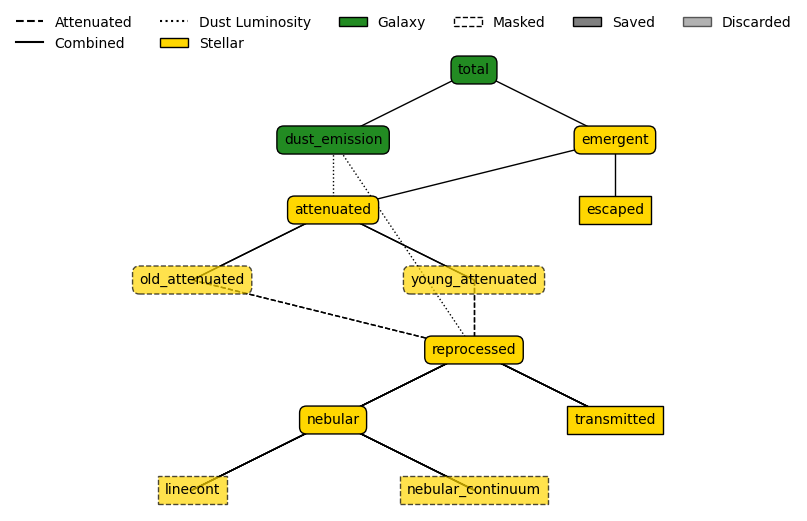 Attenuated
Dust Luminosity
Galaxy
Masked
Saved
Discarded
Combined
Stellar
total
dust_emission
emergent
attenuated
escaped
old_attenuated
young_attenuated
reprocessed
nebular
transmitted
linecont
nebular_continuum